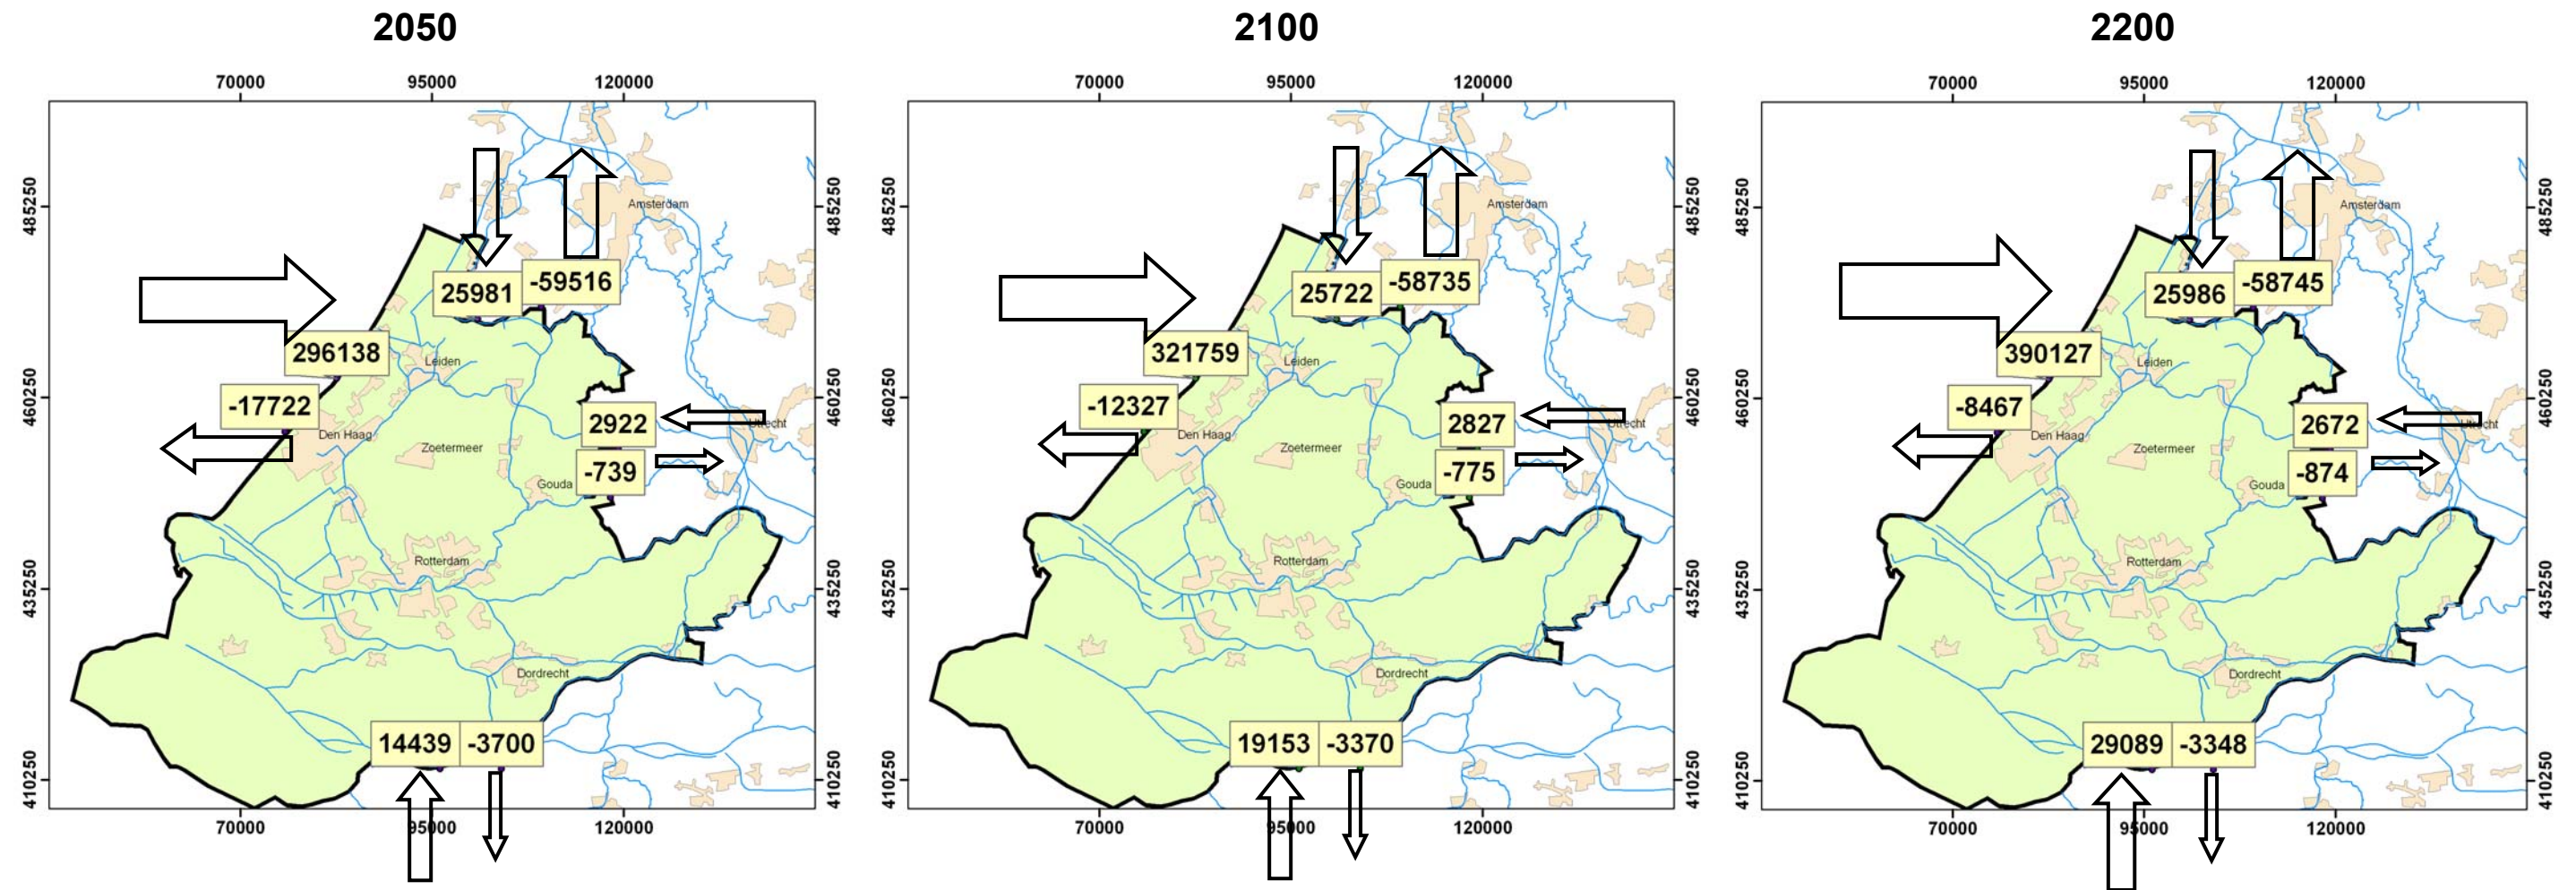 2050
70000 95000 120000
485250
460250
435250
410250
485250
460250
435250
410250
Amsterdam
25981
-59516
296138
Leiden
-17722
2922
Utrecht
Den Haag
Zoetermeer
-739
Gouda
Rotterdam
Dordrecht
14439 -3700
70000 95000 120000
2100
70000 95000 120000
485250
460250
435250
410250
485250
460250
435250
410250
Amsterdam
25722
-58735
321759
Leiden
-12327
2827
Utrecht
Den Haag
Zoetermeer
-775
Gouda
Rotterdam
Dordrecht
19153 -3370
70000 95000 120000
2200
70000 95000 120000
485250
460250
435250
410250
485250
460250
435250
410250
Amsterdam
25986
-58745
390127
Leiden
-8467
2672
Utrecht
Den Haag
Zoetermeer
-874
Gouda
Rotterdam
Dordrecht
29089 -3348
70000 95000 120000